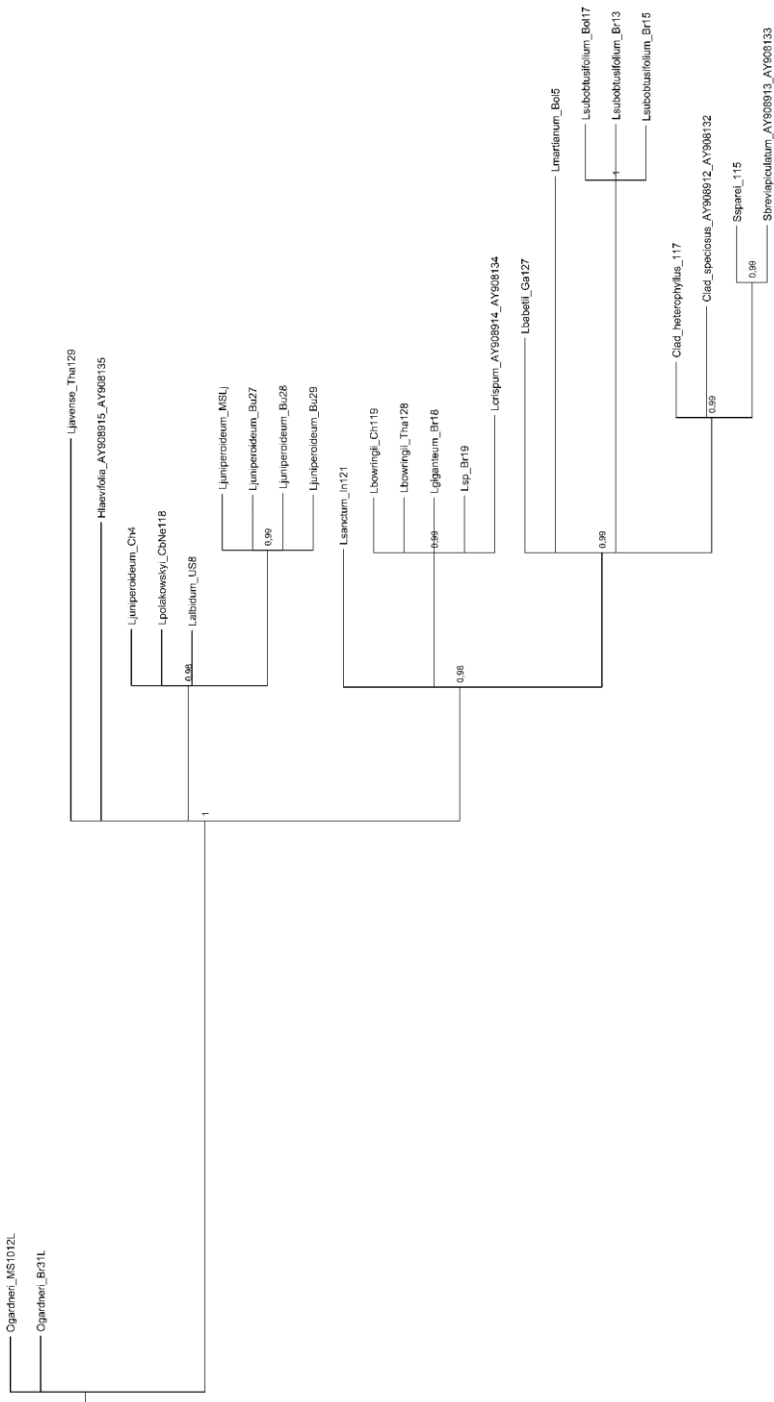 Ogardneri_MS1012L
Ogardneri_Br31L
Ljavense_Tha129
Hlaevifolia_AY908915_AY908135
Ljuniperoideum_Ch4
Lpolakowskyi_CbNe118
Lalbidum_US8
0,98
Ljuniperoideum_MSLj
Ljuniperoideum_Bu27
Ljuniperoideum_Bu28
Ljuniperoideum_Bu29
0,99
1
Lsanctum_In121
Lbowringii_Ch119
Lbowringii_Tha128
Lgiganteum_Br18
Lsp_Br19
Lcrispum_AY908914_AY908134
0,99
0,98
Lbabetii_Ga127
Lmartianum_Bol5
Lsubobtusifolium_Bol17
Lsubobtusifolium_Br13
Lsubobtusifolium_Br15
1
0,99
Clad_heterophyllus_117
Clad_speciosus_AY908912_AY908132
0,99
Ssparei_115
Sbreviapiculatum_AY908913_AY908133
0,99